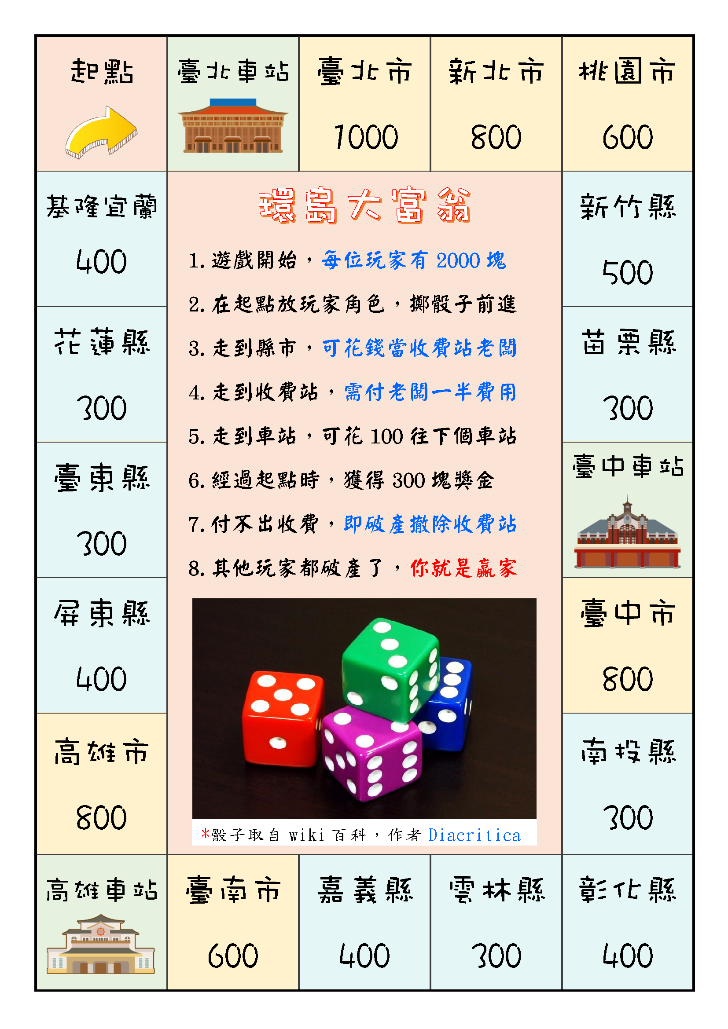 起點
臺北車站
臺北市
1000
新北市
800
桃園市
600
基隆宜蘭
400
花蓮縣
300
臺東縣
300
屏東縣
400
高雄市
800
環島大富翁
1.遊戲開始，每位玩家有 2000 塊
2.在起點放玩家角色，擲骰子前進
3.走到縣市，可花錢當收費站老闆
4.走到收費站，需付老闆一半費用
5.走到車站，可花 100 往下個車站
6.經過起點時，獲得 300 塊獎金
7.付不出收費，即破產撤除收費站
8.其他玩家都破產了，你就是贏家
*骰子取自 wiki 百科，作者 Diacritica
新竹縣
500
苗栗縣
300
臺中車站
臺中市
800
南投縣
300
高雄車站
臺南市
600
嘉義縣
400
雲林縣
300
彰化縣
400